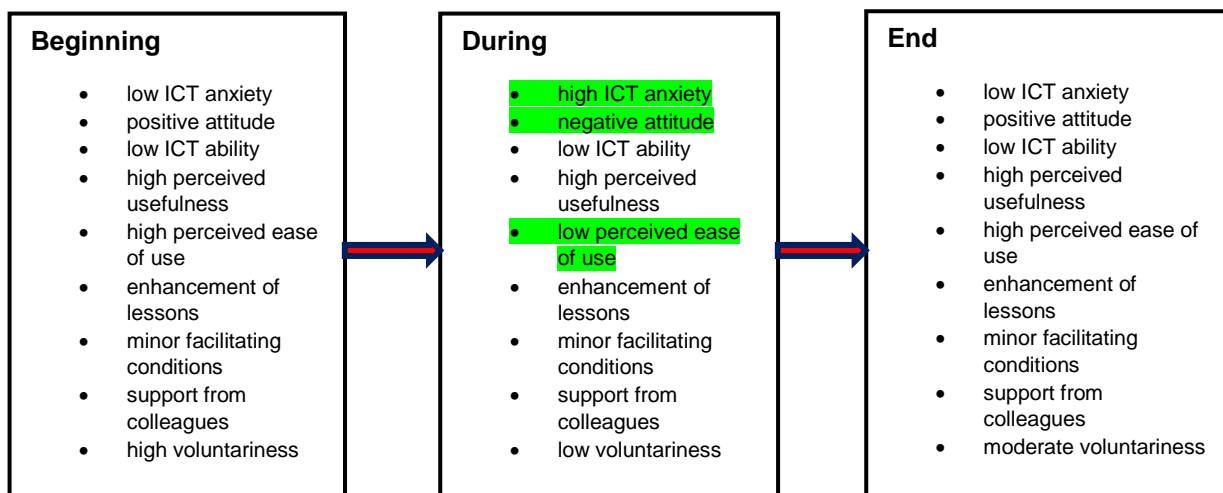 Beginning
• low ICT anxiety
• positive attitude
• low ICT ability
• high perceived
usefulness
• high perceived ease
of use
• enhancement of
lessons
• minor facilitating
conditions
• support from
colleagues
• high voluntariness
During
• high ICT anxiety
• negative attitude
• low ICT ability
• high perceived
usefulness
• low perceived ease
of use
• enhancement of
lessons
• minor facilitating
conditions
• support from
colleagues
• low voluntariness
End
• low ICT anxiety
• positive attitude
• low ICT ability
• high perceived
usefulness
• high perceived ease of
use
• enhancement of
lessons
• minor facilitating
conditions
• support from
colleagues
• moderate voluntariness